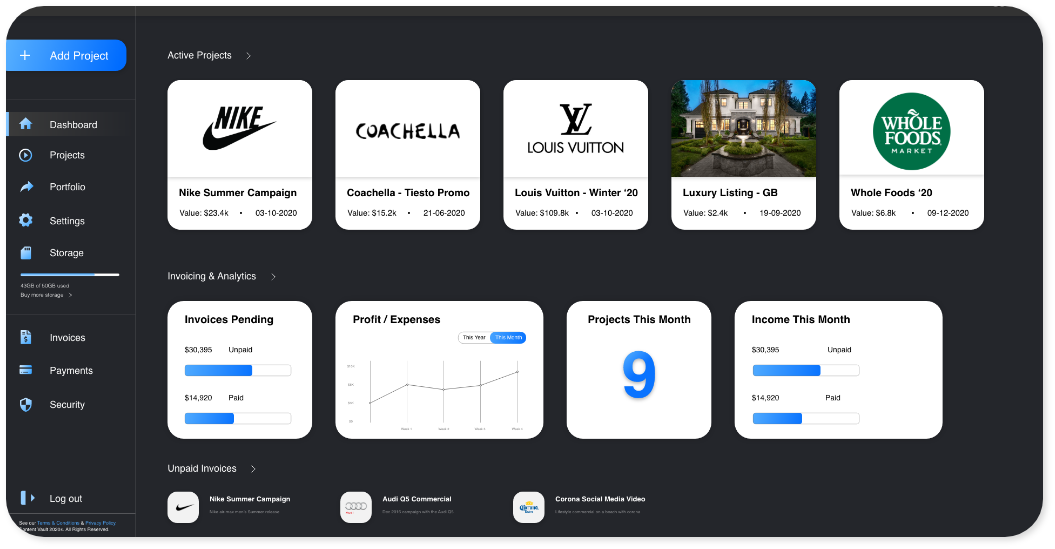 Add Project
Dashboard
Projects
Portfolio
Settings
Storage
43GB of 50GB used
Buy more storage
Invoices
Payments
Security
Log out
See our Terms & Conditions & Privacy Policy
Content Vault 2020©. All Rights Reserved.
Active Projects
NIKE
Nike Summer Campaign
Value: $23.4k • 03-10-2020
COACHELLA
Coachella - Tiesto Promo
Value: $15.2k • 21-06-2020
LV
LOUIS VUITTON
Louis Vuitton - Winter ‘20
Value: $109.8k • 03-10-2020
Luxury Listing - GB
Value: $2.4k • 19-09-2020
WHOLE
FOODS
MARKET
Whole Foods ‘20
Value: $6.8k • 09-12-2020
Invoicing & Analytics
Invoices Pending
$30,395 Unpaid
$14,920 Paid
Profit / Expenses
This Year This Month
Projects This Month
9
Income This Month
$30,395 Unpaid
$14,920 Paid
Unpaid Invoices
Nike Summer Campaign
Audi Q5 Commercial
Corona Social Media Video